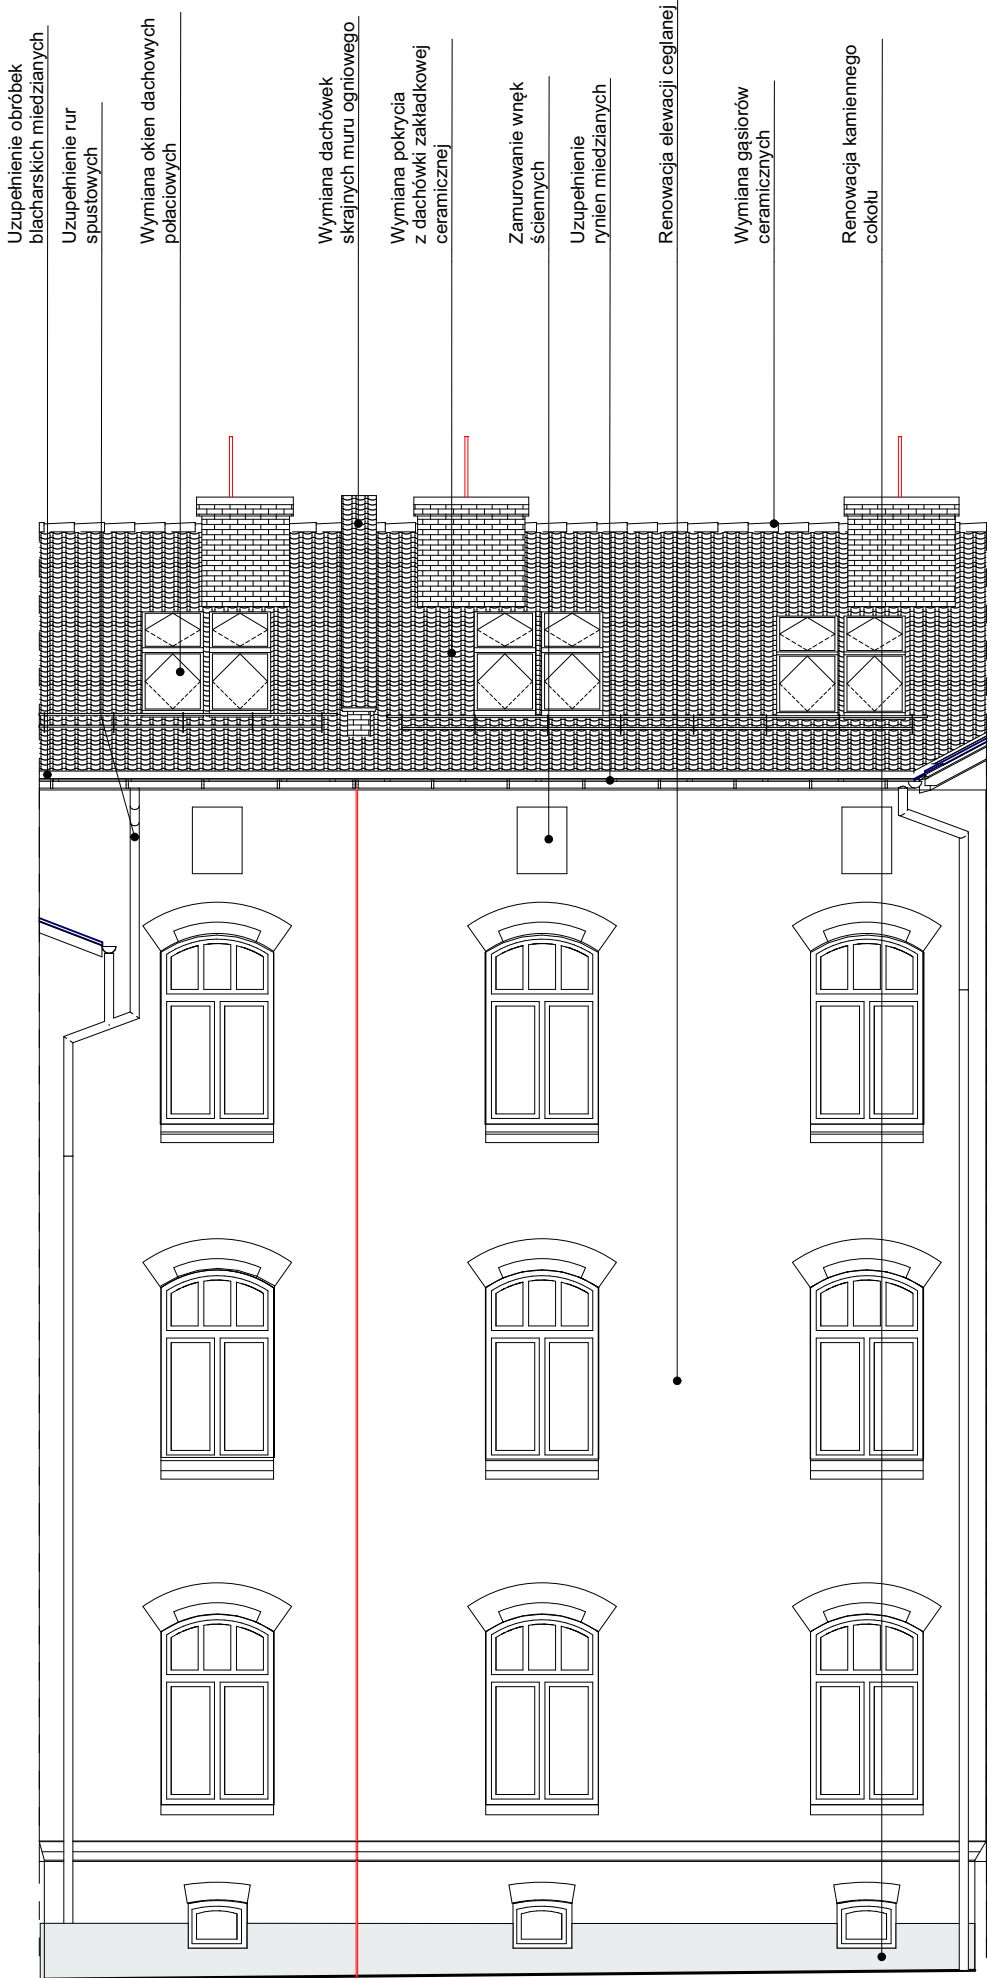 Uzupełnienie obróbek
blacharskich miedzianych
Uzupełnienie rur
spustowych
Wymiana okien dachowych
połaciowych
Wymiana dachówek
skrajnych muru ogniowego
Wymiana pokrycia
z dachówki zakładkowej
ceramicznej
Zamurowanie wnęk
ściennych
Uzupełnienie
rynien miedzianych
Renowacja elewacji ceglanej
Wymiana gąsiorów
ceramicznych
Renowacja kamiennego
cokołu